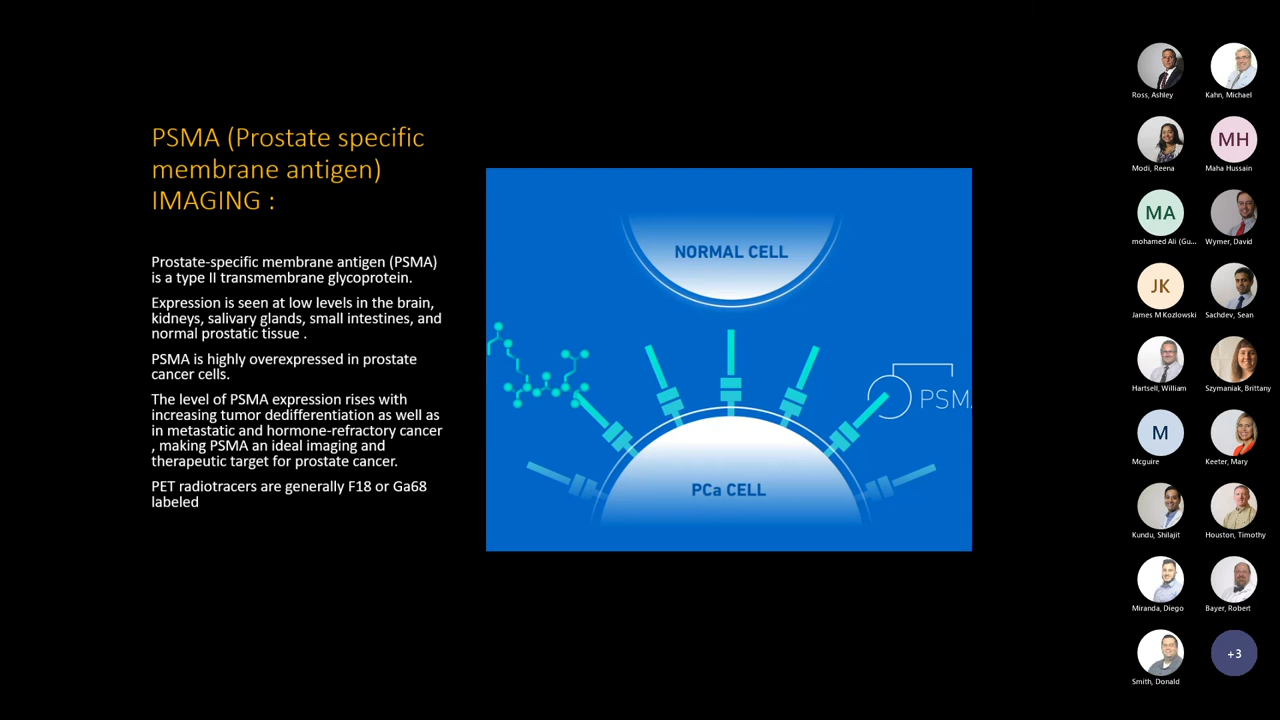 PSMA (Prostate specific
membrane antigen)
IMAGING :
Prostate-specific membrane antigen (PSMA)
is a type II transmembrane glycoprotein.
Expression is seen at low levels in the brain,
kidneys, salivary glands, small intestines, and
normal prostatic tissue .
PSMA is highly overexpressed in prostate
cancer cells.
The level of PSMA expression rises with
increasing tumor dedifferentiation as well as
in metastatic and hormone-refractory cancer
, making PSMA an ideal imaging and
therapeutic target for prostate cancer.
PET radiotracers are generally F18 or Ga68
labeled
NORMAL CELL
PSMA
PCa CELL
Ross, Ashley
Kahn, Michael
Modi, Reena
MH
Maha Hussain
MA
mohamed Ali (Gu...
Wymer, David
JK
James M Kozlowski
Sachdev, Sean
Hartsell, William
Szymaniak, Brittany
M
Mcguire
Keeter, Mary
Kundu, Shilajit
Houston, Timothy
Miranda, Diego
Bayer, Robert
Smith, Donald
+3